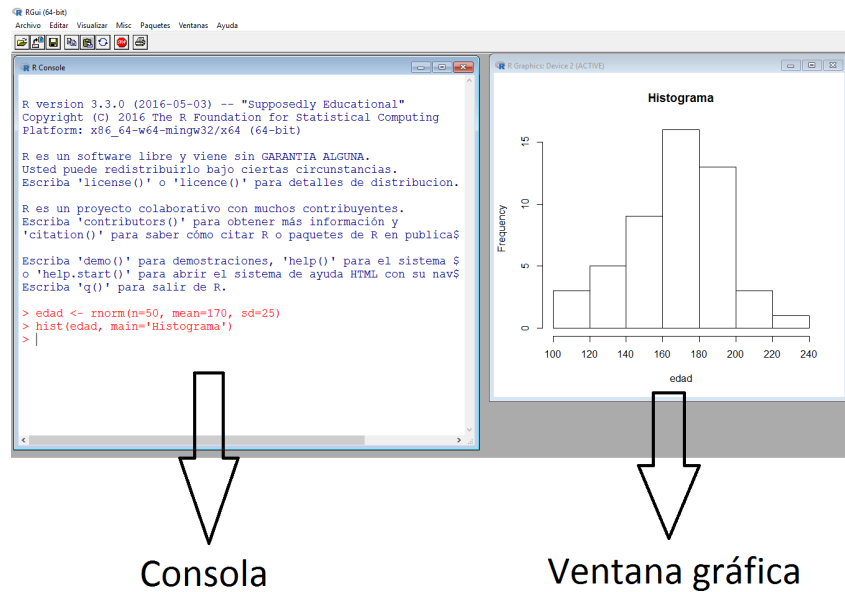 RGui (64-bit)
Archivo Editar Visualizar Misc Paquetes Ventanas Ayuda
STOP
R Console
R version 3.3.0 (2016-05-03) -- "Supposedly Educational"
Copyright (C) 2016 The R Foundation for Statistical Computing
Platform: x86_64-w64-mingw32/x64 (64-bit)
R es un software libre y viene sin GARANTIA ALGUNA.
Usted puede redistribuirlo bajo ciertas circunstancias.
Escriba 'license()' o 'licence()' para detalles de distribucion.
R es un proyecto colaborativo con muchos contribuyentes.
Escriba 'contributors()' para obtener más información y
'citation()' para saber cómo citar R o paquetes de R en publica$
Escriba 'demo()' para demostraciones, 'help()' para el sistema $
o 'help.start()' para abrir el sistema de ayuda HTML con su nav$
Escriba 'q()' para salir de R.
> edad <- rnorm(n=50, mean=170, sd=25)
> hist(edad, main='Histograma')
>
R Graphics: Device 2 (ACTIVE)
Histograma
Frequency
15
10
5
0
100 120 140 160 180 200 220 240
edad
Consola
Ventana gráfica